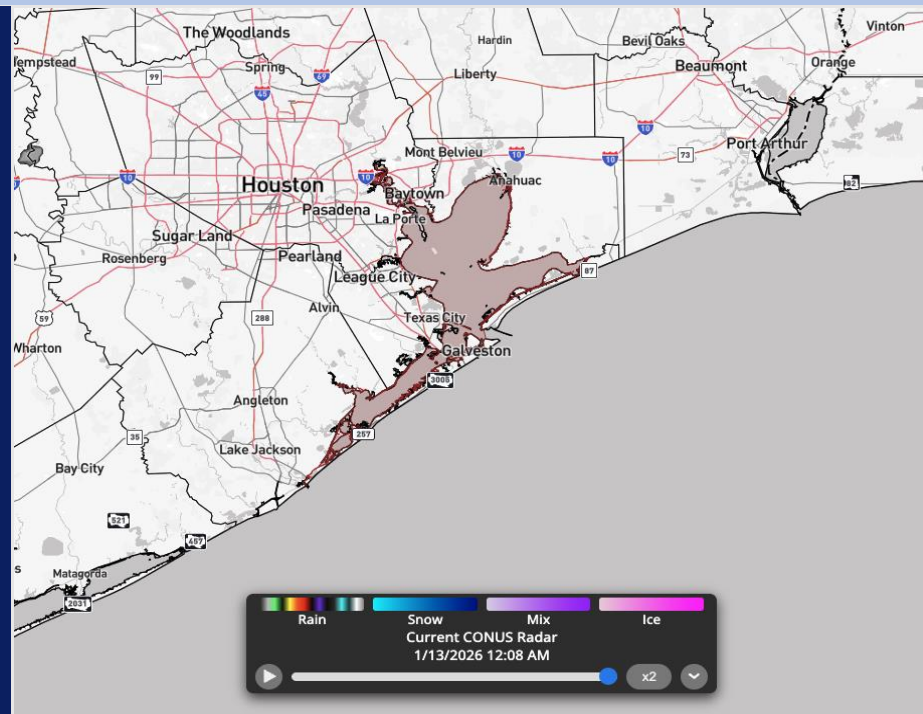 The Woodlands
Hardin
Bevil Oaks
Vinton
Tempstead
Spring
69
Beaumont
Orange
99
Liberty
45
10
Mont Belvieu
10
10
73
Port Arthur
10
10
Anahuac
82
Houston
Baytown
Pasadena
La Porte
Sugar Land
Rosenberg
Pearland
League City
87
59
288
Alvin
Texas City
Wharton
Galveston
3005
Angleton
257
35
Lake Jackson
Bay City
521
457
s
Matagorda
2031
Rain
Snow
Mix
Ice
Current CONUS Radar
1/13/2026 12:08 AM
x2